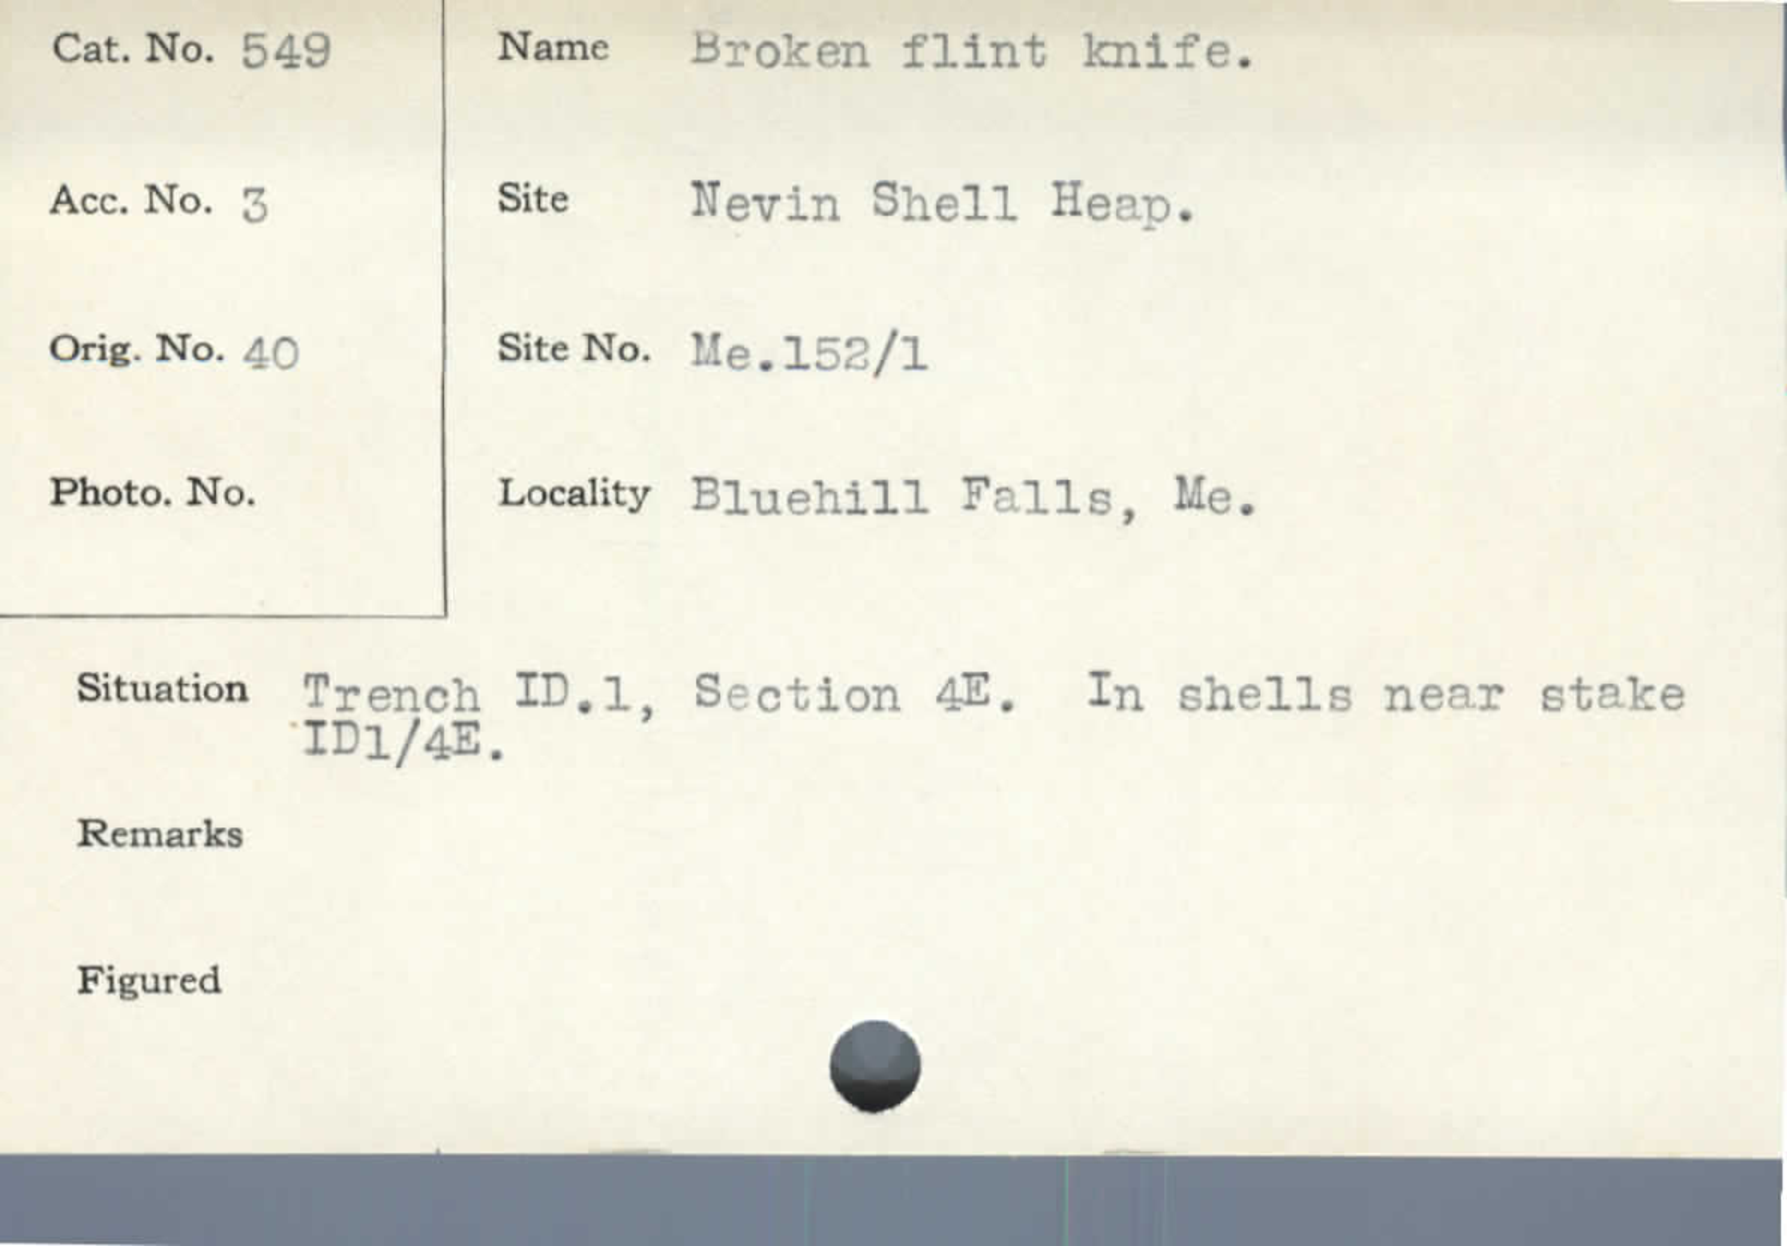 Cat. No. 549
Name Broken flint knife.
Acc. No. 3
Site Nevin Shell Heap.
Orig. No. 40
Site No. Me.152/1
Photo. No.
Locality Bluehill Falls, Me.
Situation Trench ID.1, Section 4E. In shells near stake
ID1/4E.
Remarks
Figured